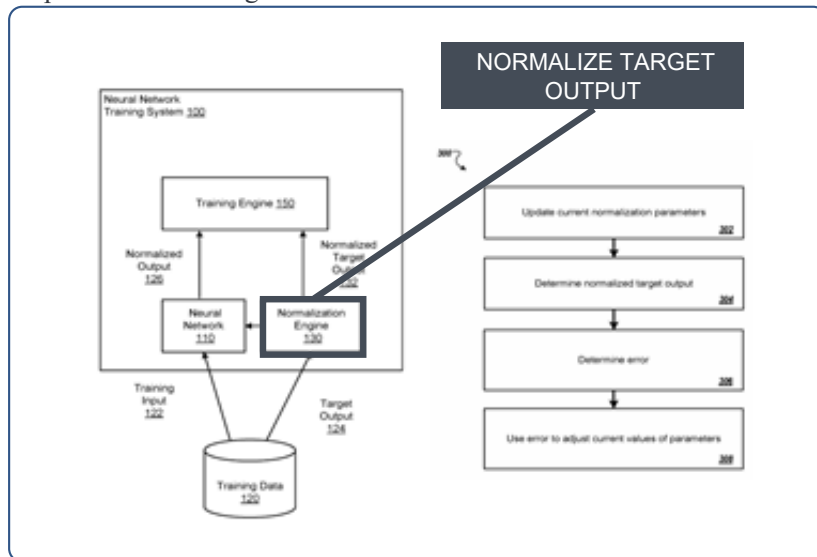 NORMALIZE TARGET
OUTPUT
Neural Network
Training System 100
Training Engine 150
Normalized
Output
126
Normalized
Target
Output
132
Neural
Network
110
Normalization
Engine
130
Training
Input
122
Target
Output
124
Training Data
120
300
Update current normalization parameters
302
Determine normalized target output
304
Determine error
306
Use error to adjust current values of parameters
308